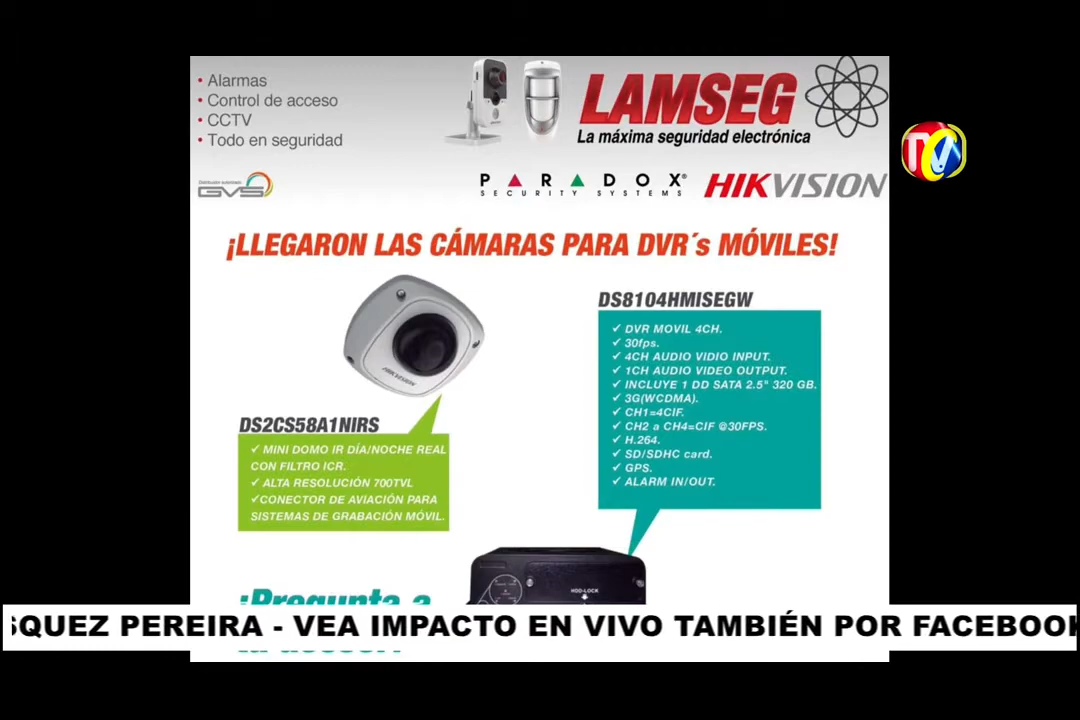 • Alarmas
• Control de acceso
• CCTV
• Todo en seguridad
LAMSEG
La máxima seguridad electrónica
GVS
PARADOX®
SECURITY SYSTEMS
HIKVISION
TVC
¡LLEGARON LAS CÁMARAS PARA DVR´s MÓVILES!
DS8104HMISEGW
✓ DVR MOVIL 4CH.
✓ 30fps.
✓ 4CH AUDIO VIDIO INPUT.
✓ 1CH AUDIO VIDEO OUTPUT.
✓ INCLUYE 1 DD SATA 2.5" 320 GB.
✓ 3G(WCDMA).
✓ CH1=4CIF.
✓ CH2 a CH4=CIF @30FPS.
✓ H.264.
✓ SD/SDHC card.
✓ GPS.
✓ ALARM IN/OUT.
HIKVISION
DS2CS58A1NIRS
✓ MINI DOMO IR DÍA/NOCHE REAL
CON FILTRO ICR.
✓ ALTA RESOLUCIÓN 700TVL
✓CONECTOR DE AVIACIÓN PARA
SISTEMAS DE GRABACIÓN MÓVIL.
HDD-LOCK
¡Pregunta a
SQUEZ PEREIRA - VEA IMPACTO EN VIVO TAMBIÉN POR FACEBOOK